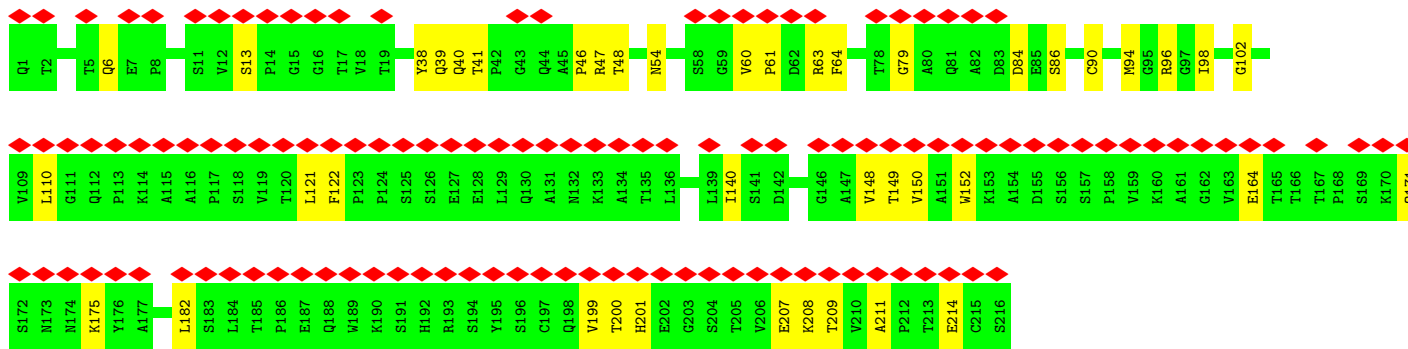 Q1 T2 T5 Q6 E7 P8 S11 V12 S13 P14 G15 G16 T17 V18 T19 Y38 Q39 Q40 T41 P42 G43 Q44 A45 P46 R47 T48 N54 S58 G59 V60 P61 D62 R63 F64 T78 G79 A80 Q81 A82 D83 D84 E85 S86 C90 M94 G95 R96 G97 I98 G102
V109 L110 G111 Q112 P113 K114 A115 A116 P117 S118 V119 T120 L121 F122 P123 P124 S125 S126 E127 E128 L129 Q130 A131 N132 K133 A134 T135 L136 L139 I140 S141 D142 G146 A147 V148 T149 V150 A151 W152 K153 A154 D155 S156 S157 P158 V159 K160 A161 G162 V163 E164 T165 T166 T167 P168 S169 K170
S172 N173 N174 K175 Y176 A177 L182 S183 L184 T185 P186 E187 Q188 W189 K190 S191 H192 R193 S194 Y195 S196 C197 Q198 V199 T200 H201 E202 G203 S204 T205 V206 E207 K208 T209 V210 A211 P212 T213 E214 C215 S216